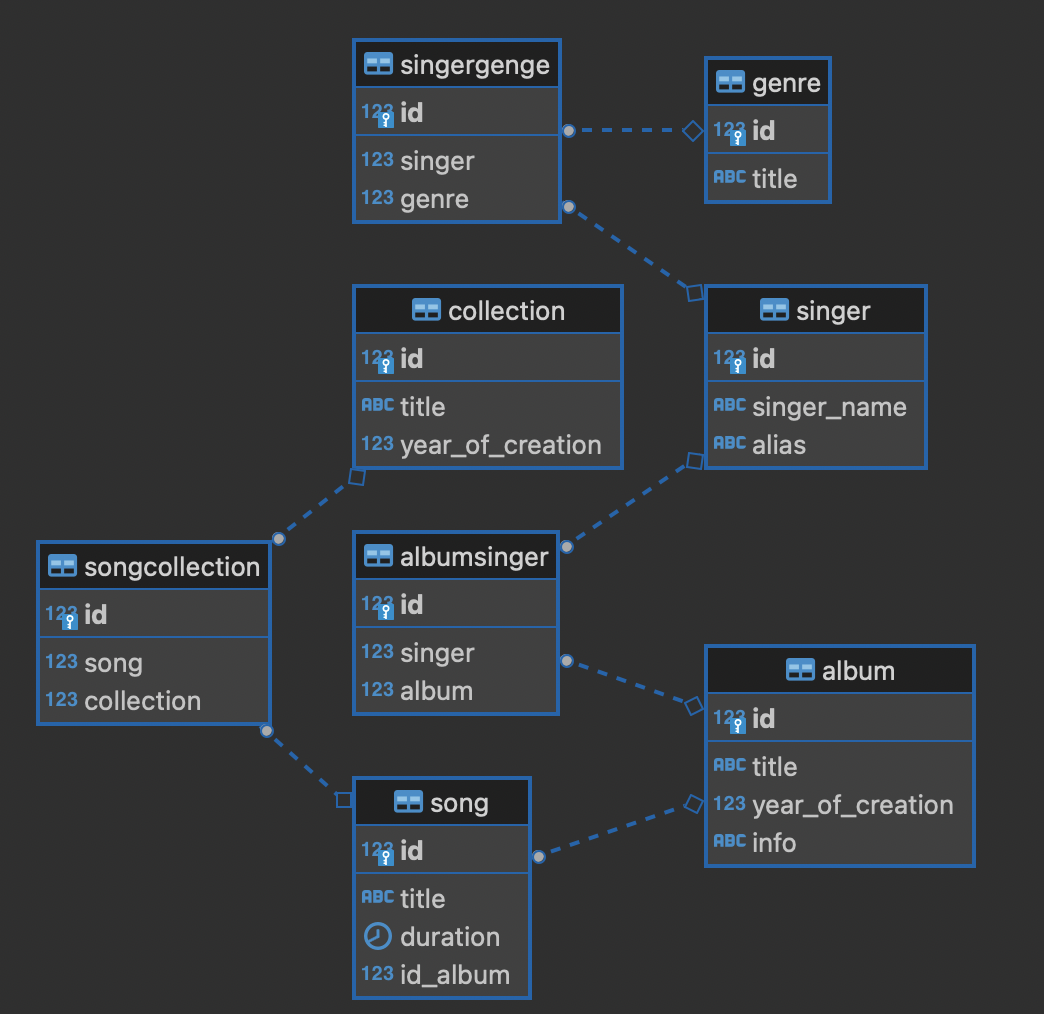 singergenge
123 id
123 singer
123 genre
genre
123 id
ABC title
collection
123 id
ABC title
123 year_of_creation
singer
123 id
ABC singer_name
ABC alias
songcollection
123 id
123 song
123 collection
albumsinger
123 id
123 singer
123 album
album
123 id
ABC title
123 year_of_creation
ABC info
song
123 id
ABC title
duration
123 id_album